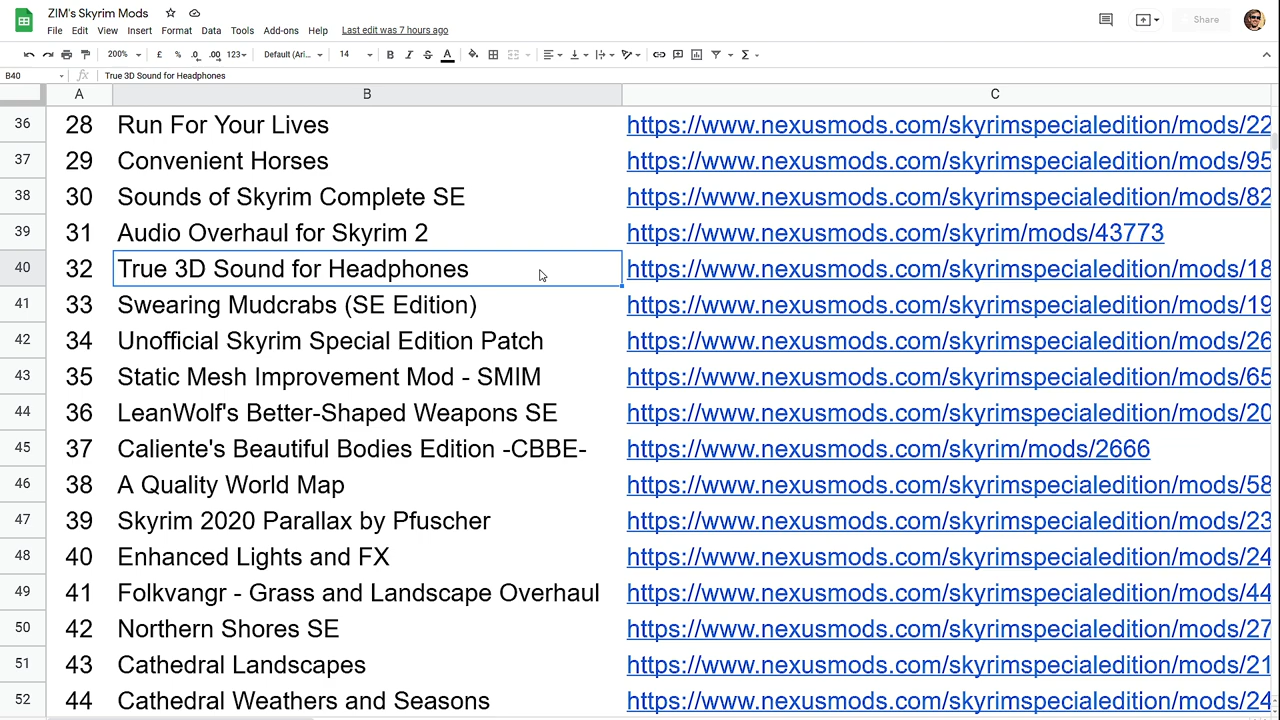 ZIM's Skyrim Mods
File Edit View Insert Format Data Tools Add-ons Help Last edit was 7 hours ago
Share
200% £ % .0 .00 123 Default (Ari... 14 B I S A
B40 fx True 3D Sound for Headphones
A B C
36 28 Run For Your Lives https://www.nexusmods.com/skyrimspecialedition/mods/22
37 29 Convenient Horses https://www.nexusmods.com/skyrimspecialedition/mods/95
38 30 Sounds of Skyrim Complete SE https://www.nexusmods.com/skyrimspecialedition/mods/82
39 31 Audio Overhaul for Skyrim 2 https://www.nexusmods.com/skyrim/mods/43773
40 32 True 3D Sound for Headphones https://www.nexusmods.com/skyrimspecialedition/mods/18
41 33 Swearing Mudcrabs (SE Edition) https://www.nexusmods.com/skyrimspecialedition/mods/19
42 34 Unofficial Skyrim Special Edition Patch https://www.nexusmods.com/skyrimspecialedition/mods/26
43 35 Static Mesh Improvement Mod - SMIM https://www.nexusmods.com/skyrimspecialedition/mods/65
44 36 LeanWolf's Better-Shaped Weapons SE https://www.nexusmods.com/skyrimspecialedition/mods/20
45 37 Caliente's Beautiful Bodies Edition -CBBE- https://www.nexusmods.com/skyrim/mods/2666
46 38 A Quality World Map https://www.nexusmods.com/skyrimspecialedition/mods/58
47 39 Skyrim 2020 Parallax by Pfuscher https://www.nexusmods.com/skyrimspecialedition/mods/23
48 40 Enhanced Lights and FX https://www.nexusmods.com/skyrimspecialedition/mods/24
49 41 Folkvangr - Grass and Landscape Overhaul https://www.nexusmods.com/skyrimspecialedition/mods/44
50 42 Northern Shores SE https://www.nexusmods.com/skyrimspecialedition/mods/27
51 43 Cathedral Landscapes https://www.nexusmods.com/skyrimspecialedition/mods/21
52 44 Cathedral Weathers and Seasons https://www.nexusmods.com/skyrimspecialedition/mods/24